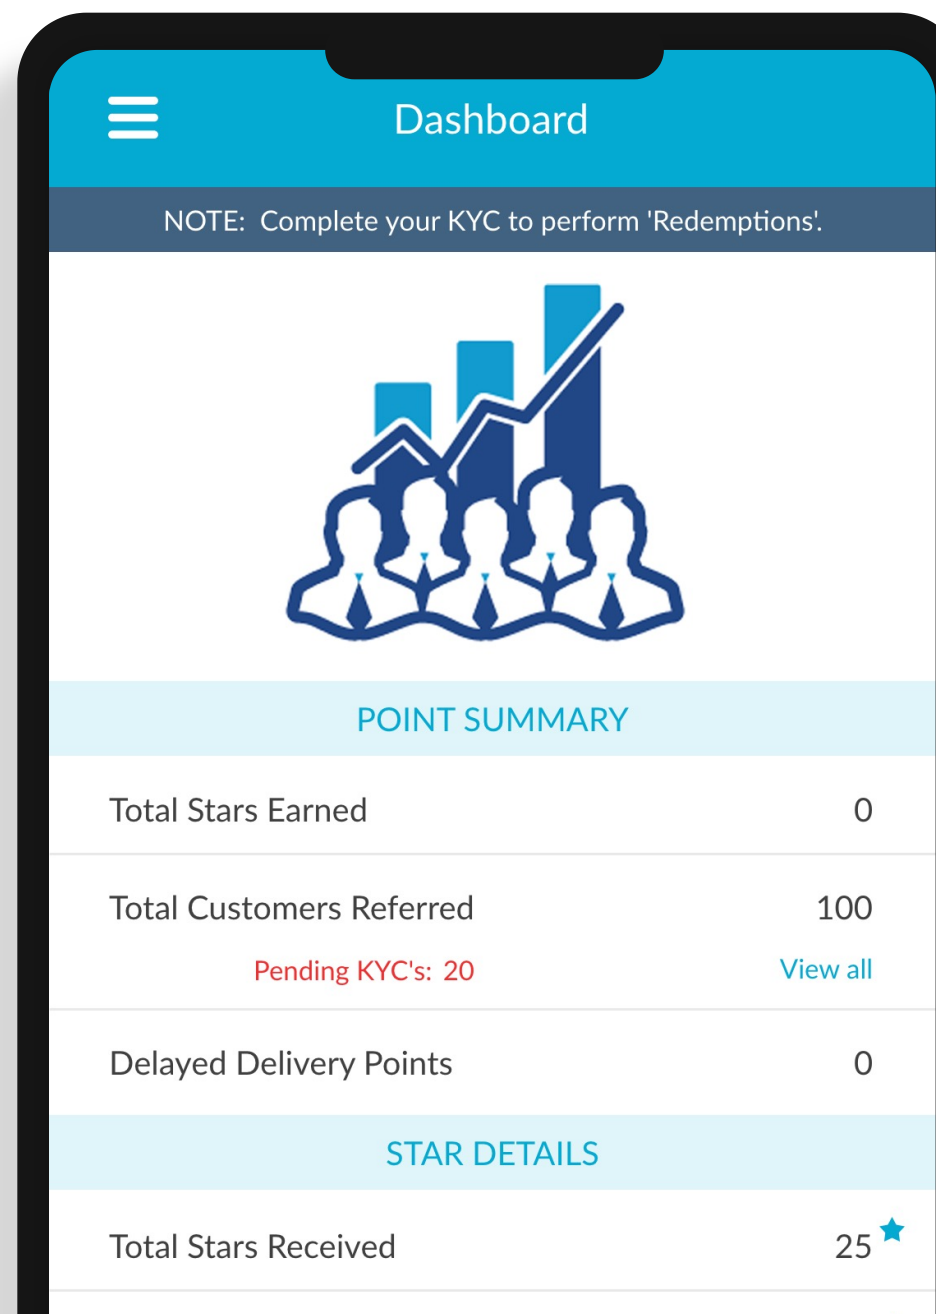 Dashboard
NOTE:  Complete your KYC to perform 'Redemptions'.
POINT SUMMARY
Total Stars Earned 0
Total Customers Referred 100
Pending KYC's: 20 View all
Delayed Delivery Points 0
STAR DETAILS
Total Stars Received 25